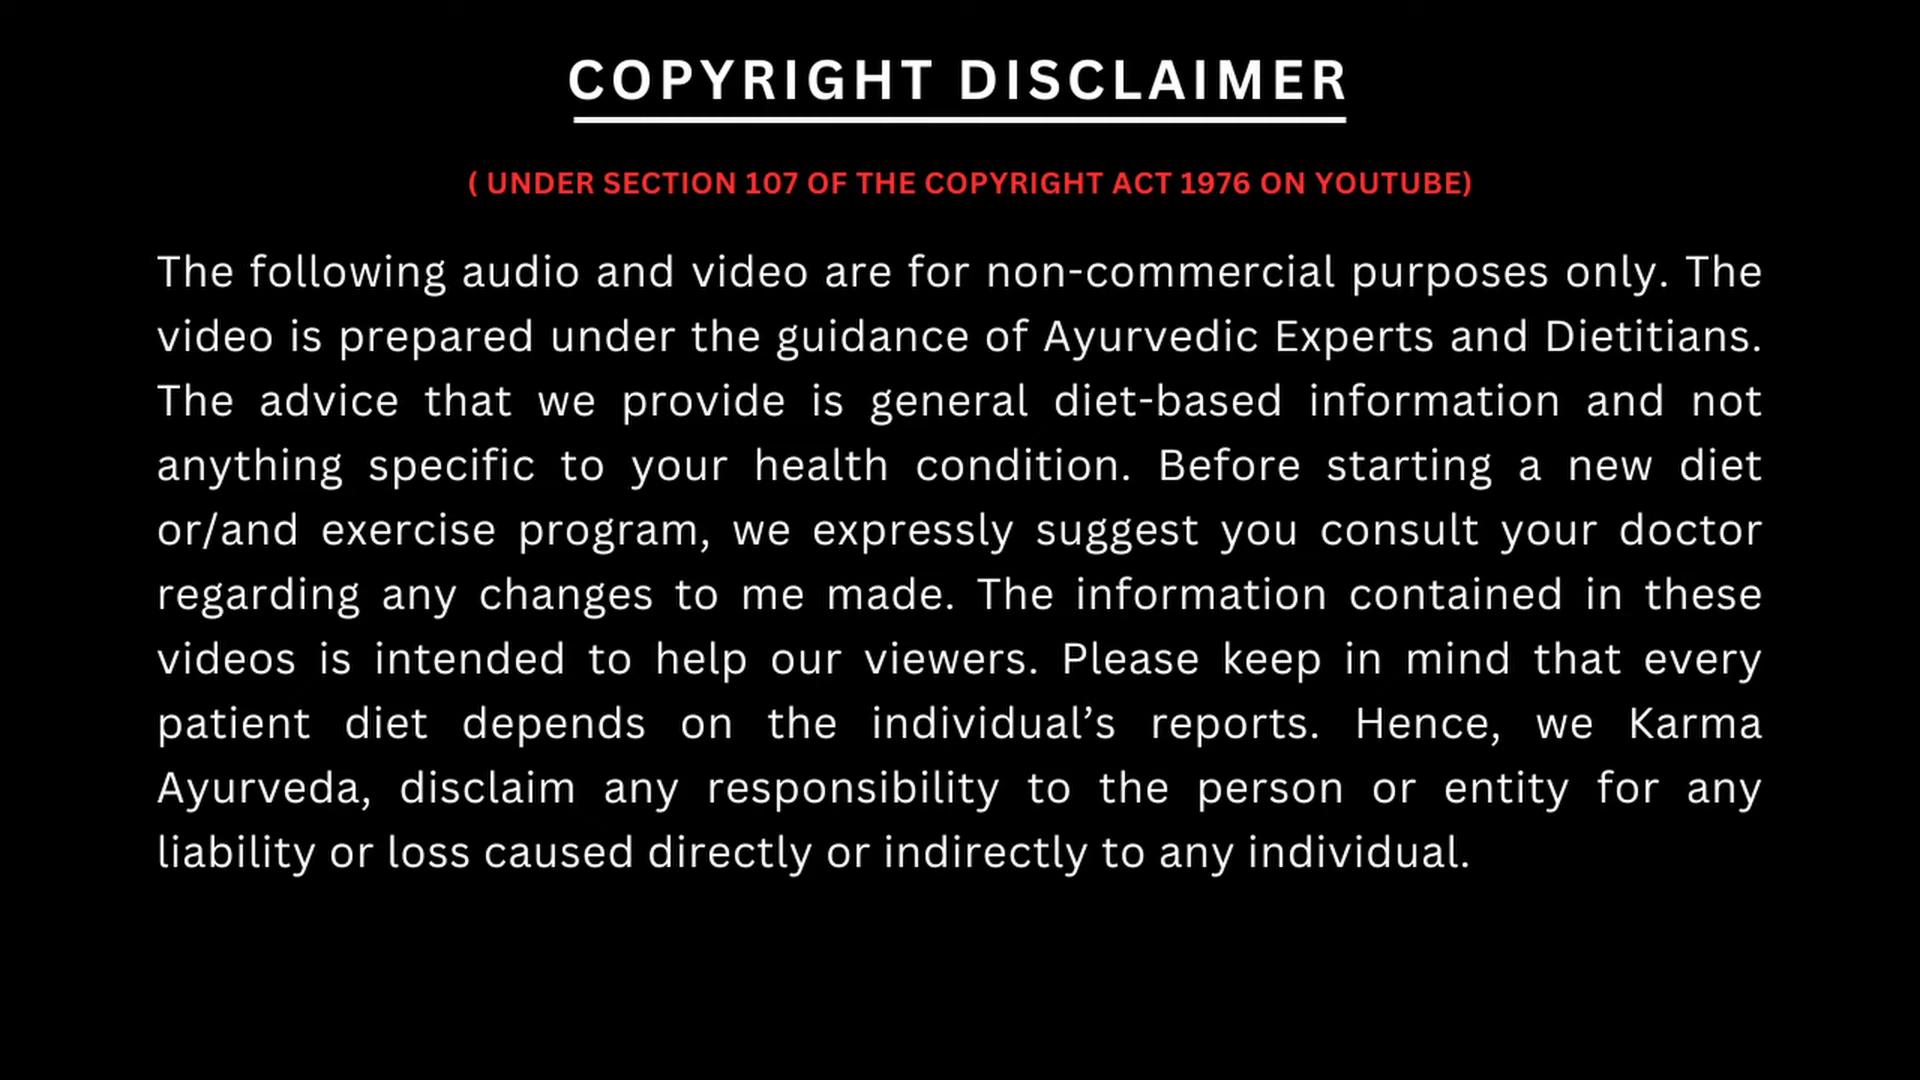 COPYRIGHT DISCLAIMER
( UNDER SECTION 107 OF THE COPYRIGHT ACT 1976 ON YOUTUBE)
The following audio and video are for non-commercial purposes only. The
video is prepared under the guidance of Ayurvedic Experts and Dietitians.
The advice that we provide is general diet-based information and not
anything specific to your health condition. Before starting a new diet
or/and exercise program, we expressly suggest you consult your doctor
regarding any changes to me made. The information contained in these
videos is intended to help our viewers. Please keep in mind that every
patient diet depends on the individual’s reports. Hence, we Karma
Ayurveda, disclaim any responsibility to the person or entity for any
liability or loss caused directly or indirectly to any individual.